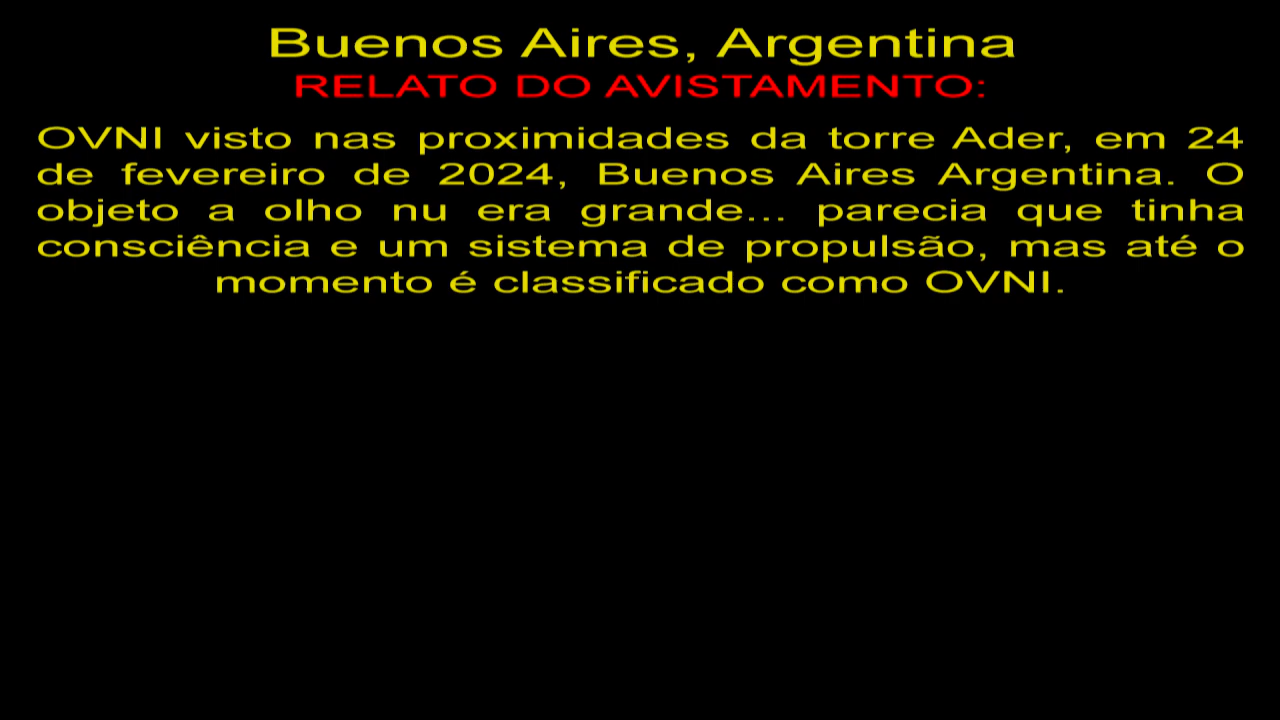 Buenos Aires, Argentina
RELATO DO AVISTAMENTO:
OVNI visto nas proximidades da torre Ader, em 24
de fevereiro de 2024, Buenos Aires Argentina. O
objeto a olho nu era grande... parecia que tinha
consciência e um sistema de propulsão, mas até o
momento é classificado como OVNI.